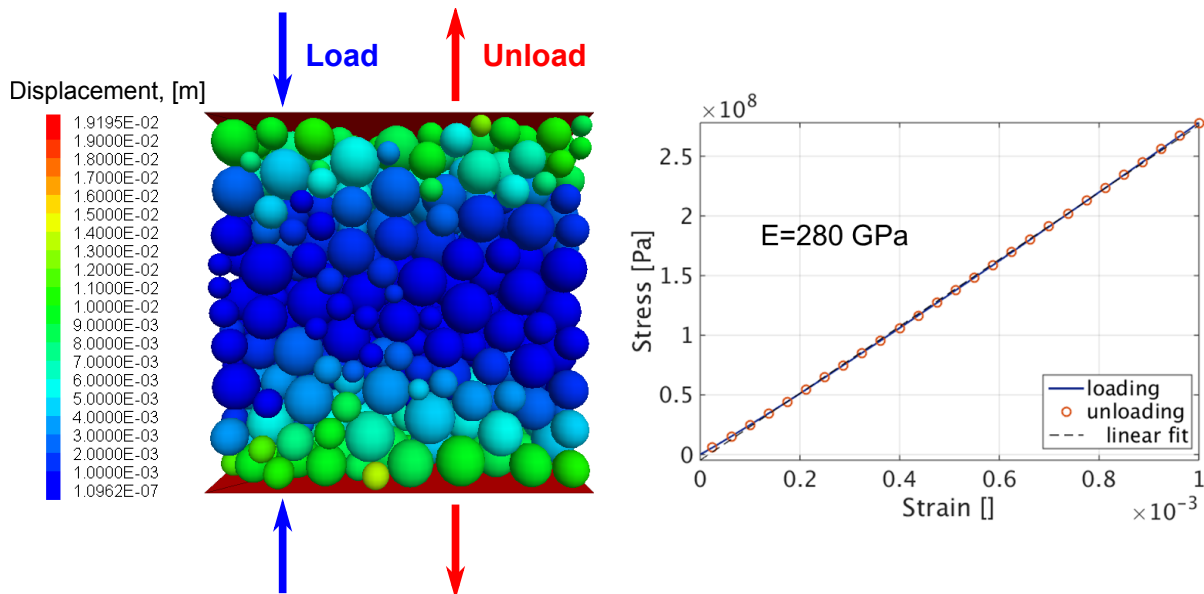 Load
Unload
Displacement, [m]
1.9195E-02
1.9000E-02
1.8000E-02
1.7000E-02
1.6000E-02
1.5000E-02
1.4000E-02
1.3000E-02
1.2000E-02
1.1000E-02
1.0000E-02
9.0000E-03
8.0000E-03
7.0000E-03
6.0000E-03
5.0000E-03
4.0000E-03
3.0000E-03
2.0000E-03
1.0000E-03
1.0962E-07
×10⁸
2.5
2
1.5
1
0.5
0
Stress [Pa]
E=280 GPa
loading
unloading
linear fit
0
0.2
0.4
0.6
0.8
1
Strain []
×10⁻³